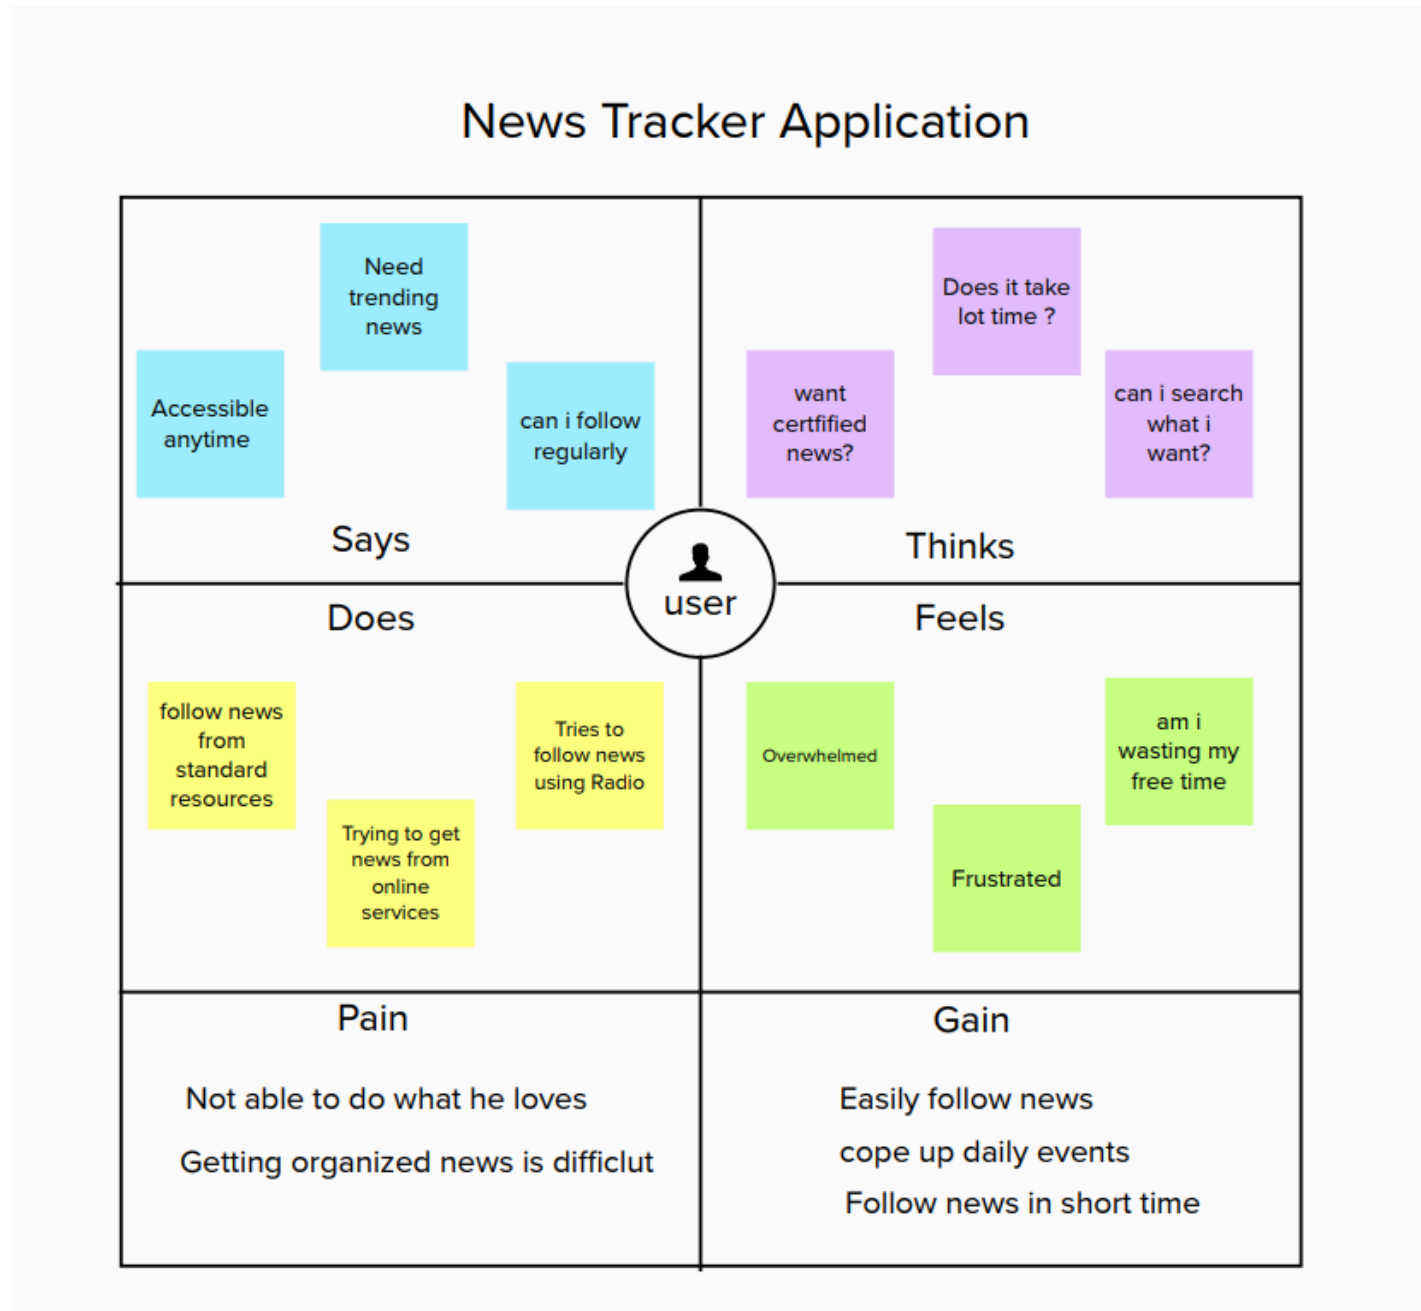 News Tracker Application
Need
trending
news
Accessible
anytime
can i follow
regularly
Says
Does it take
lot time ?
want
certfified
news?
can i search
what i
want?
Thinks
user
Does
follow news
from
standard
resources
Trying to get
news from
online
services
Tries to
follow news
using Radio
Feels
Overwhelmed
Frustrated
am i
wasting my
free time
Pain
Not able to do what he loves
Getting organized news is difficlut
Gain
Easily follow news
cope up daily events
Follow news in short time